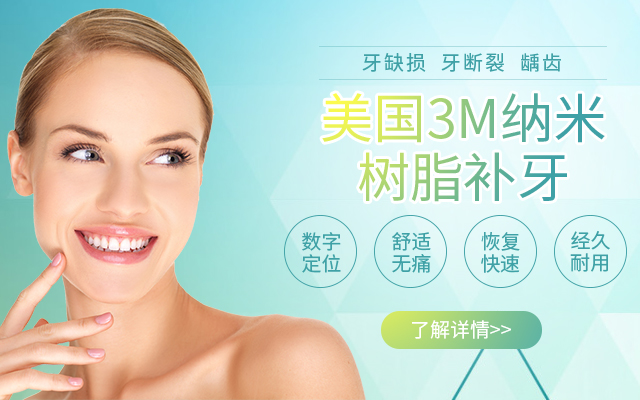 牙缺损 牙断裂 龋齿
美国3M纳米
树脂补牙
数字
定位
舒适
无痛
恢复
快速
经久
耐用
了解详情>>